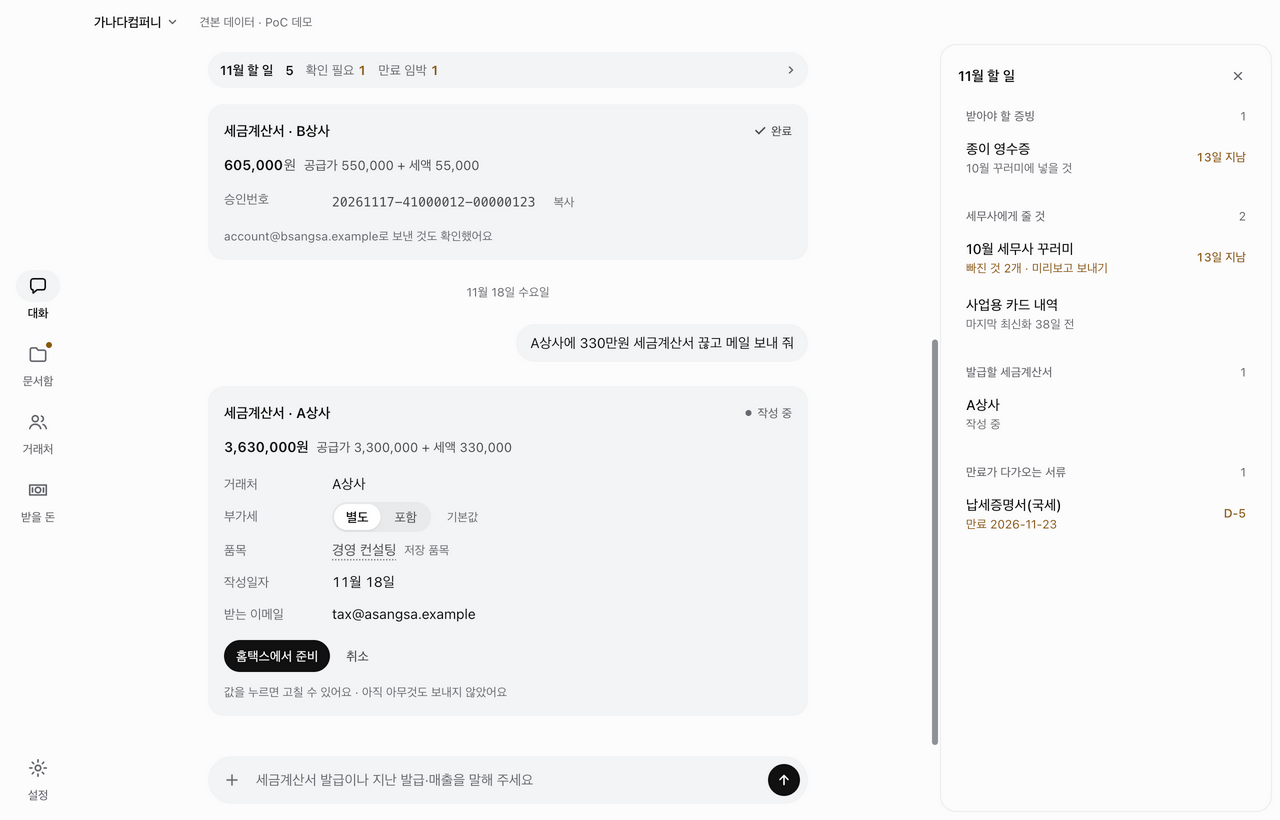 가나다컴퍼니 견본 데이터 · PoC 데모
11월 할 일 5 확인 필요 1 만료 임박 1
세금계산서 · B상사 완료
605,000원 공급가 550,000 + 세액 55,000
승인번호 20261117-41000012-00000123 복사
account@bsangsa.example로 보낸 것도 확인했어요
11월 18일 수요일
A상사에 330만원 세금계산서 끊고 메일 보내 줘
세금계산서 · A상사 작성 중
3,630,000원 공급가 3,300,000 + 세액 330,000
거래처 A상사
부가세 별도 포함 기본값
품목 경영 컨설팅 저장 품목
작성일자 11월 18일
받는 이메일 tax@asangsa.example
홈택스에서 준비 취소
값을 누르면 고칠 수 있어요 · 아직 아무것도 보내지 않았어요
세금계산서 발급이나 지난 발급·매출을 말해 주세요
대화
문서함
거래처
받을 돈
설정
11월 할 일
받아야 할 증빙 1
종이 영수증 13일 지남
10월 꾸러미에 넣을 것
세무사에게 줄 것 2
10월 세무사 꾸러미 13일 지남
빠진 것 2개 · 미리보고 보내기
사업용 카드 내역
마지막 최신화 38일 전
발급할 세금계산서 1
A상사
작성 중
만료가 다가오는 서류 1
납세증명서(국세) D-5
만료 2026-11-23